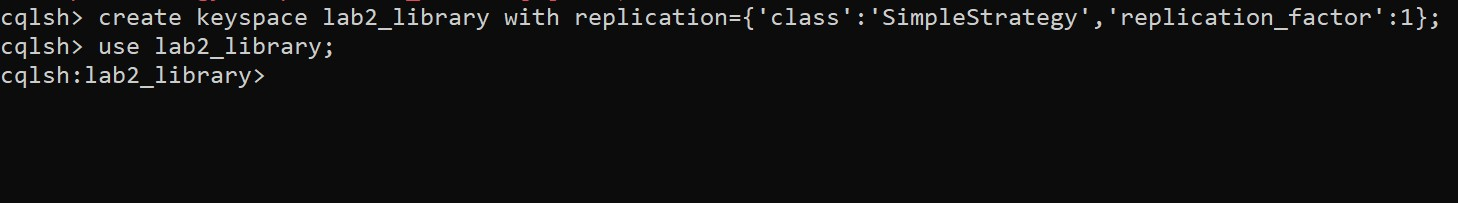 cqlsh> create keyspace lab2_library with replication={'class':'SimpleStrategy','replication_factor':1};
cqlsh> use lab2_library;
cqlsh:lab2_library>